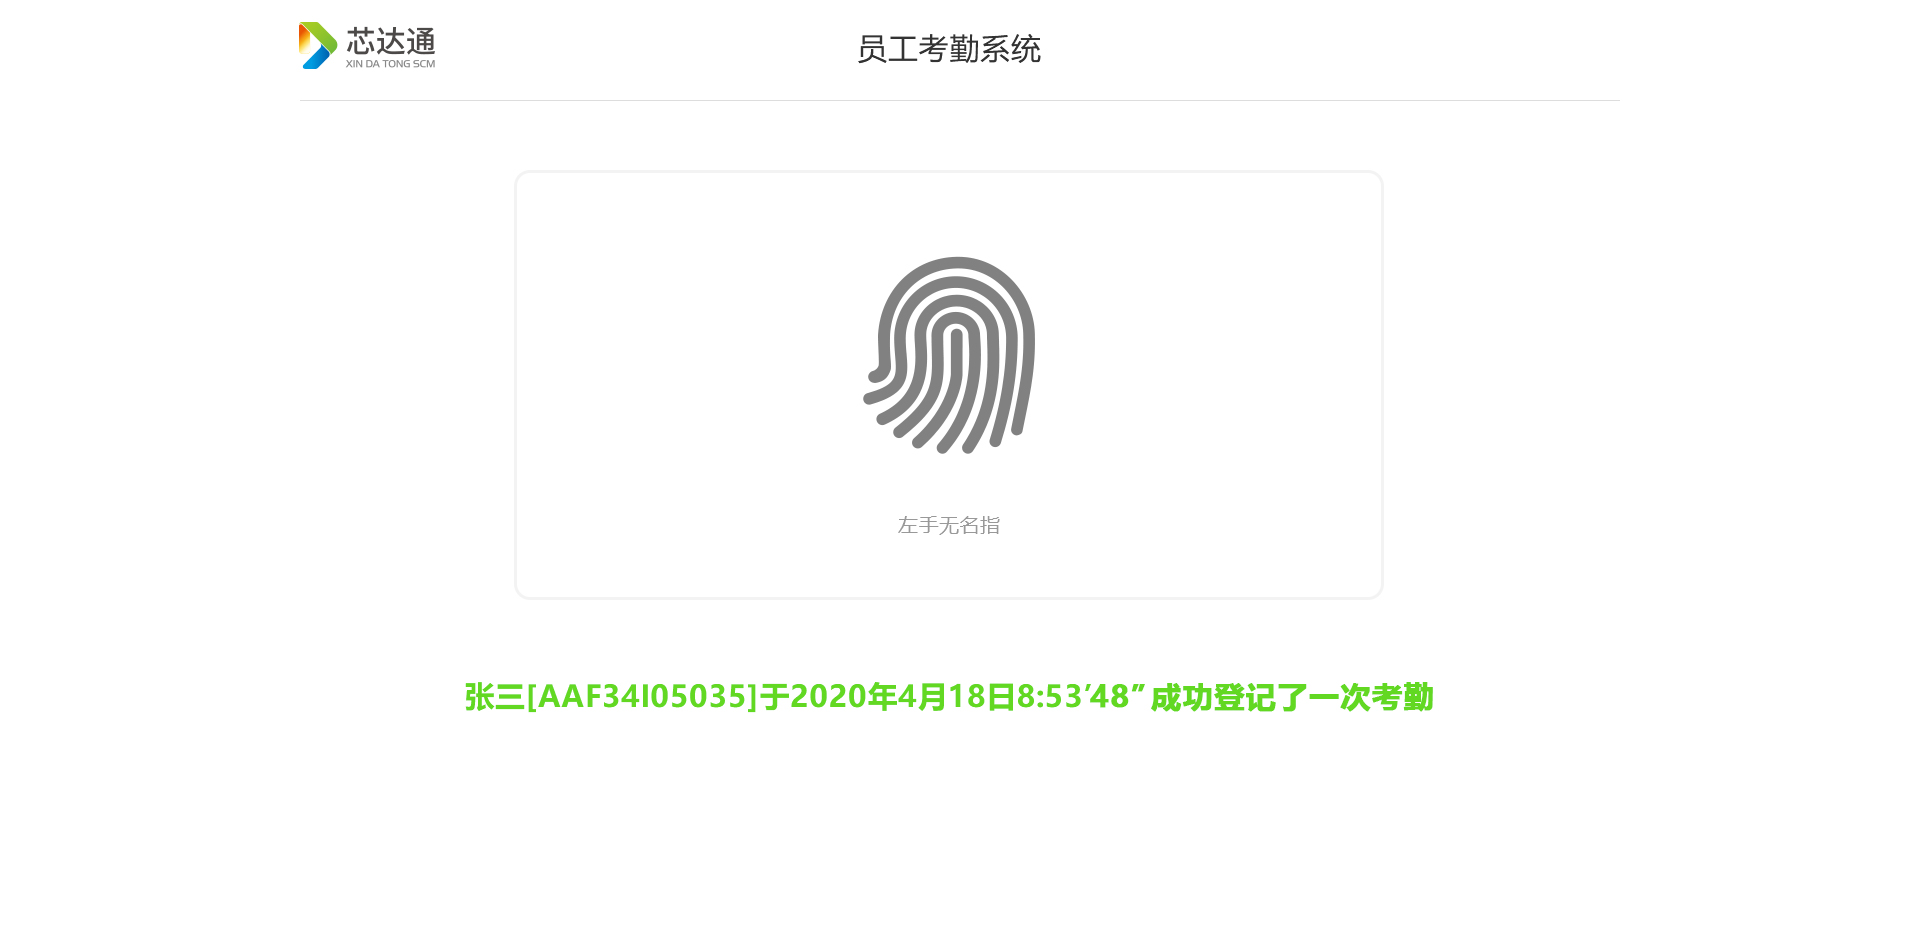 芯达通
XIN DA TONG SCM
员工考勤系统
左手无名指
张三[AAF34I05035]于2020年4月18日8:53′48″ 成功登记了一次考勤